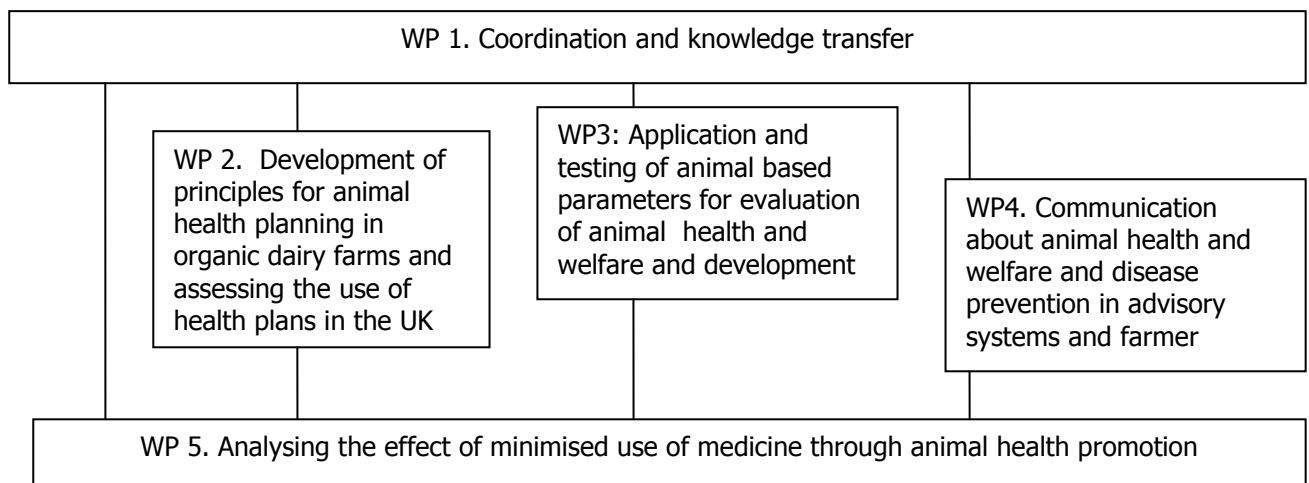 WP 1. Coordination and knowledge transfer
WP 2.  Development of
principles for animal
health planning in
organic dairy farms and
assessing the use of
health plans in the UK
WP3: Application and
testing of animal based
parameters for evaluation
of animal  health and
welfare and development
WP4. Communication
about animal health and
welfare and disease
prevention in advisory
systems and farmer
WP 5. Analysing the effect of minimised use of medicine through animal health promotion